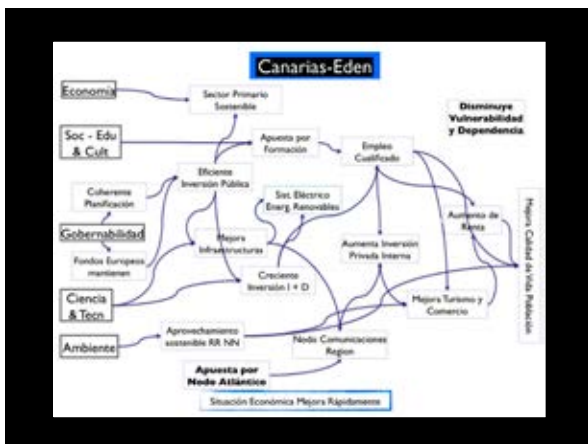 Canarias-Eden
Economía
Sector Primario
Sostenible
Disminuye
Vulnerabilidad
y Dependencia
Soc - Edu
& Cult
Apuesta por
Formación
Empleo
Cualificado
Eficiente
Inversión Pública
Coherente
Planificación
Sist. Eléctrico
Energ. Renovables
Aumento de
Renta
Mejora Calidad de Vida Población
Gobernabilidad
Mejora
Infrastructuras
Aumenta Inversión
Privada Interna
Fondos Europeos
mantienen
Creciente
Inversión I + D
Ciencia
& Tecn
Mejora Turismo y
Comercio
Ambiente
Aprovechamiento
sostenible RR NN
Nodo Comunicaciones
Region
Apuesta por
Nodo Atlántico
Situación Económica Mejora Rápidamente